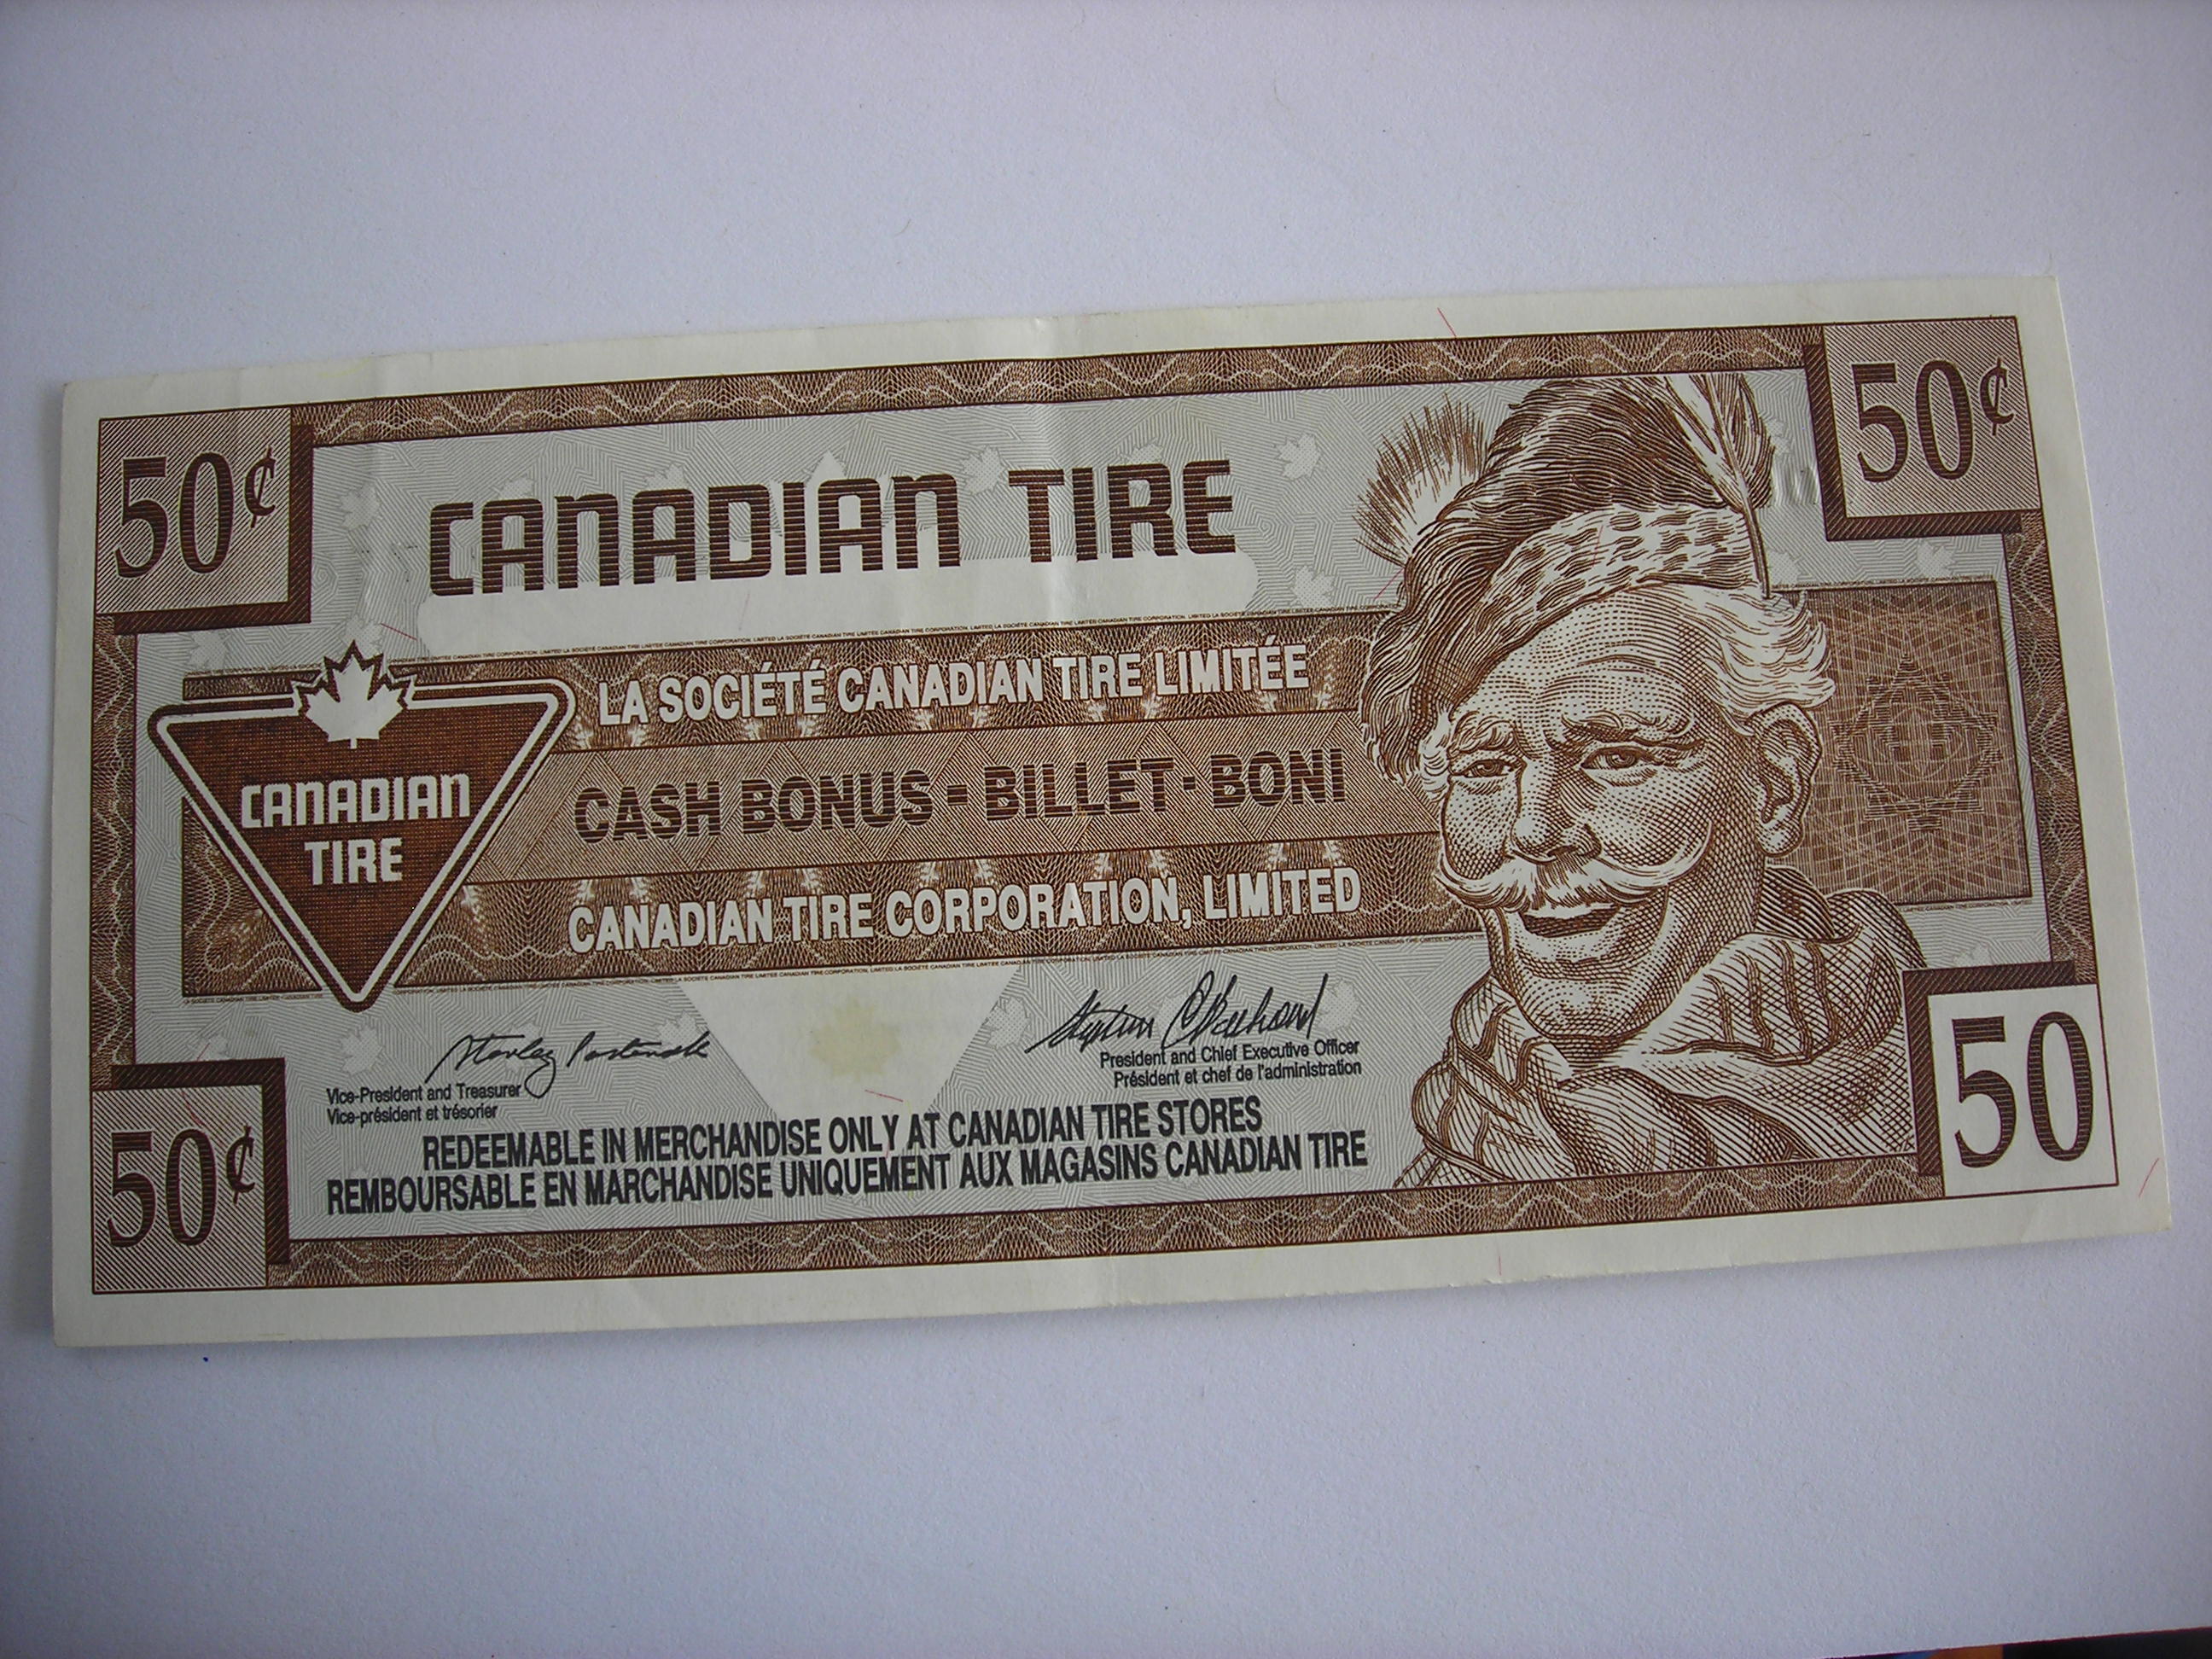 50¢
50¢
CANADIAN TIRE
LA SOCIÉTÉ CANADIAN TIRE LIMITÉE
CANADIAN
TIRE
CASH BONUS - BILLET - BONI
CANADIAN TIRE CORPORATION, LIMITED
Vice-President and Treasurer
Vice-président et trésorier
President and Chief Executive Officer
Président et chef de l'administration
50¢
50
REDEEMABLE IN MERCHANDISE ONLY AT CANADIAN TIRE STORES
REMBOURSABLE EN MARCHANDISE UNIQUEMENT AUX MAGASINS CANADIAN TIRE